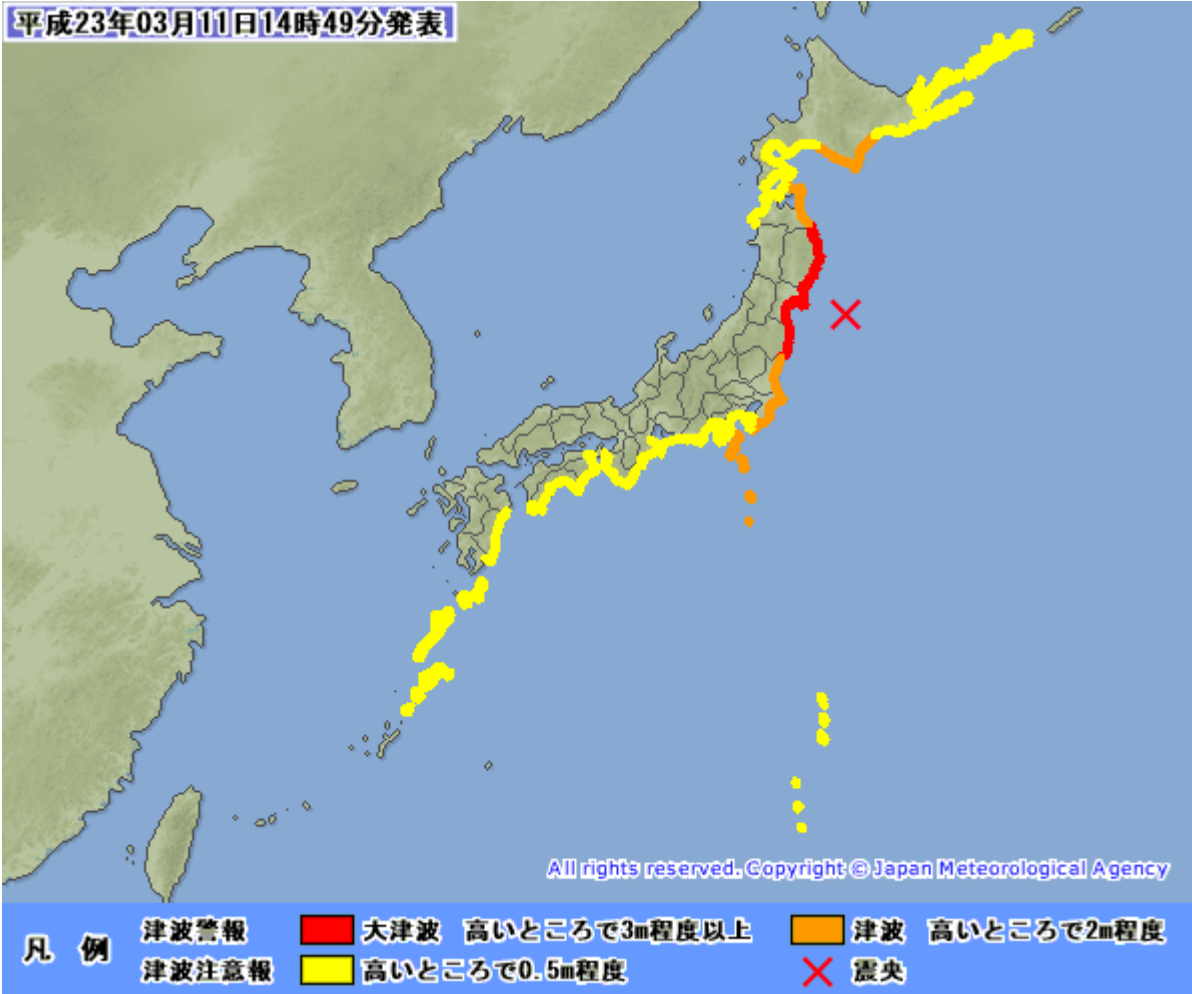 平成23年03月11日14時49分発表
All rights reserved. Copyright © Japan Meteorological Agency
凡 例
津波警報 大津波 高いところで3m程度以上 津波 高いところで2m程度
津波注意報 高いところで0.5m程度 震央